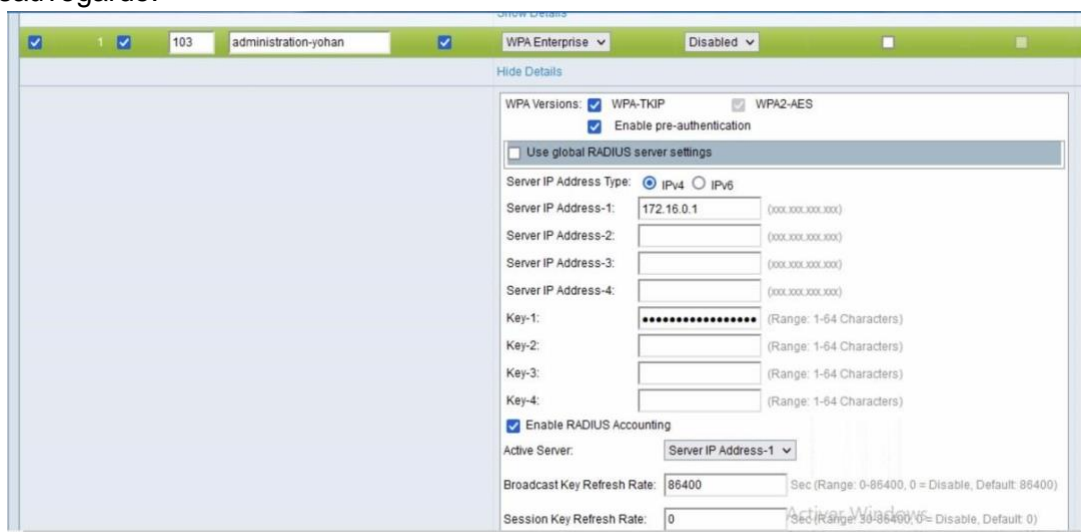 sauvegarde.
Show Details
1 103 administration-yohan WPA Enterprise Disabled
Hide Details
WPA Versions: WPA-TKIP WPA2-AES
Enable pre-authentication
Use global RADIUS server settings
Server IP Address Type: IPv4 IPv6
Server IP Address-1: 172.16.0.1 (xxx.xxx.xxx.xxx)
Server IP Address-2: (xxx.xxx.xxx.xxx)
Server IP Address-3: (xxx.xxx.xxx.xxx)
Server IP Address-4: (xxx.xxx.xxx.xxx)
Key-1: ••••••••••••••••• (Range: 1-64 Characters)
Key-2: (Range: 1-64 Characters)
Key-3: (Range: 1-64 Characters)
Key-4: (Range: 1-64 Characters)
Enable RADIUS Accounting
Active Server: Server IP Address-1
Broadcast Key Refresh Rate: 86400 Sec (Range: 0-86400, 0 = Disable, Default: 86400)
Activer Windows
Session Key Refresh Rate: 0 Sec (Range: 30-86400, 0 = Disable, Default: 0)